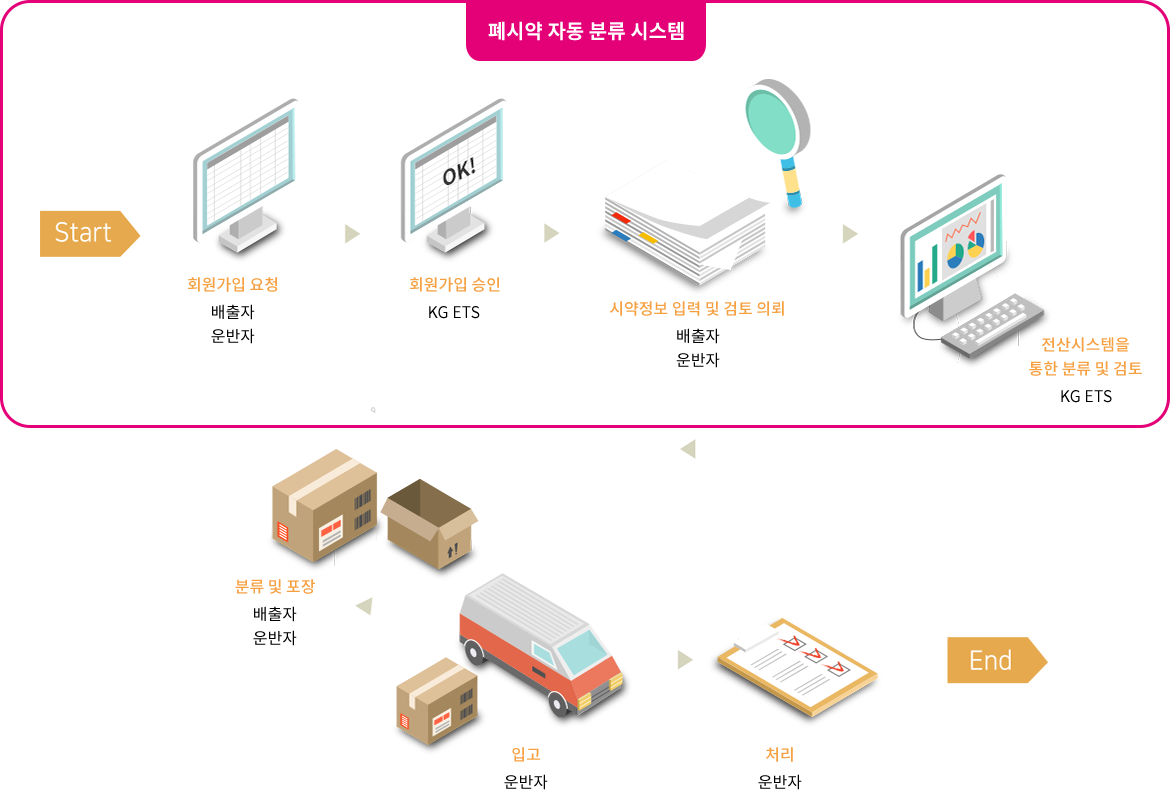 폐시약 자동 분류 시스템
Start
OK!
회원가입 요청
배출자
운반자
회원가입 승인
KG ETS
시약정보 입력 및 검토 의뢰
배출자
운반자
전산시스템을
통한 분류 및 검토
KG ETS
분류 및 포장
배출자
운반자
입고
운반자
처리
운반자
End